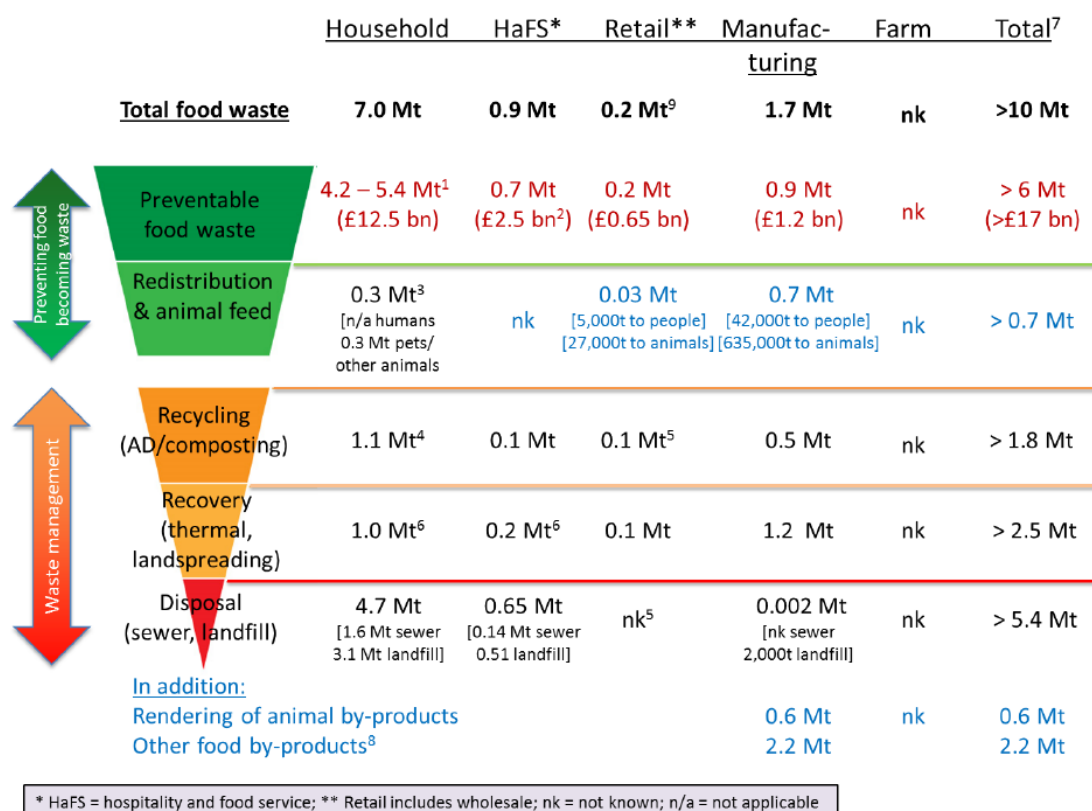 Household HaFS* Retail** Manufac- Farm Total⁷
turing
Total food waste 7.0 Mt 0.9 Mt 0.2 Mt⁹ 1.7 Mt nk >10 Mt
Preventing food
becoming waste
Preventable
food waste
4.2 – 5.4 Mt¹ 0.7 Mt 0.2 Mt 0.9 Mt nk > 6 Mt
(£12.5 bn) (£2.5 bn²) (£0.65 bn) (£1.2 bn) (>£17 bn)
Redistribution
& animal feed
0.3 Mt³ nk 0.03 Mt 0.7 Mt nk > 0.7 Mt
[n/a humans [5,000t to people] [42,000t to people]
0.3 Mt pets/ [27,000t to animals] [635,000t to animals]
other animals
Waste management
Recycling
(AD/composting) 1.1 Mt⁴ 0.1 Mt 0.1 Mt⁵ 0.5 Mt nk > 1.8 Mt
Recovery
(thermal, 1.0 Mt⁶ 0.2 Mt⁶ 0.1 Mt 1.2 Mt nk > 2.5 Mt
landspreading)
Disposal
(sewer, landfill)
4.7 Mt 0.65 Mt nk⁵ 0.002 Mt nk > 5.4 Mt
[1.6 Mt sewer [0.14 Mt sewer [nk sewer
3.1 Mt landfill] 0.51 landfill] 2,000t landfill]
In addition:
Rendering of animal by-products 0.6 Mt nk 0.6 Mt
Other food by-products⁸ 2.2 Mt 2.2 Mt
* HaFS = hospitality and food service; ** Retail includes wholesale; nk = not known; n/a = not applicable